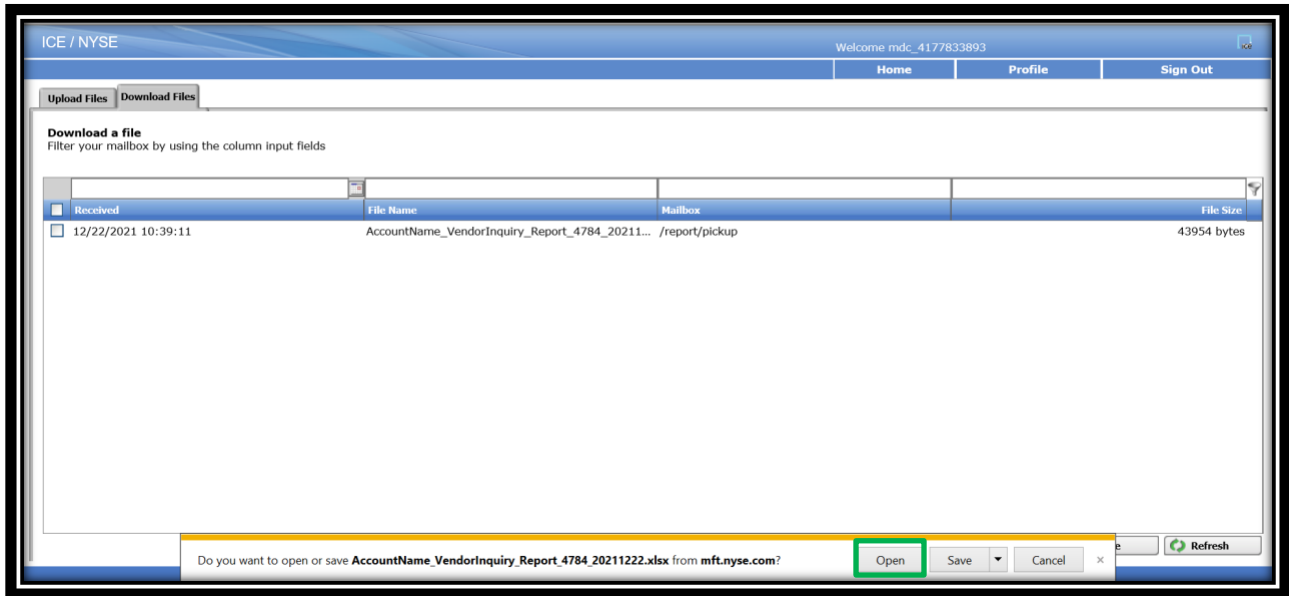 ICE / NYSE
Welcome mdc_4177833893
ice
Home Profile Sign Out
Upload Files Download Files
Download a file
Filter your mailbox by using the column input fields
Received File Name Mailbox File Size
12/22/2021 10:39:11 AccountName_VendorInquiry_Report_4784_20211... /report/pickup 43954 bytes
Refresh
Do you want to open or save AccountName_VendorInquiry_Report_4784_20211222.xlsx from mft.nyse.com? Open Save Cancel ×